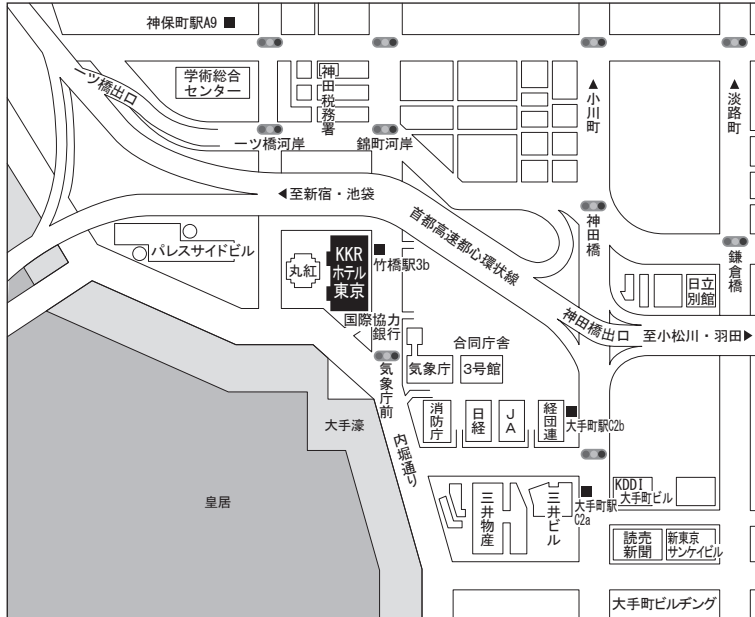 神保町駅A9
一ツ橋出口
学術総合
センター
神田税務署
▲小川町
▲淡路町
一ツ橋河岸
錦町河岸
◀至新宿・池袋
首都高速都心環状線
神田橋
鎌倉橋
パレスサイドビル
丸紅
KKR
ホテル
東京
竹橋駅3b
日立
別館
神田橋出口
至小松川・羽田▶
国際協力
銀行
合同庁舎
気象庁
3号館
気象庁前
消防庁
日経
JA
経団連
大手町駅C2b
大手濠
内堀通り
皇居
三井物産
三井ビル
大手町駅
C2a
KDDI
大手町ビル
読売
新聞
新東京
サンケイビル
大手町ビルヂング